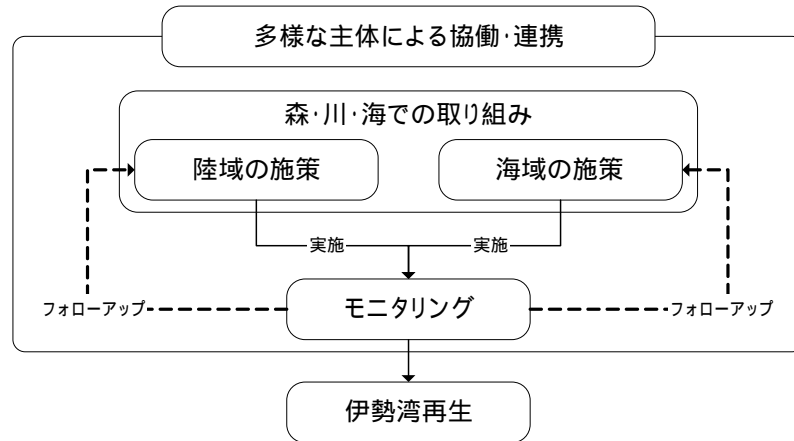 多様な主体による協働・連携
森・川・海での取り組み
陸域の施策
海域の施策
実施
実施
フォローアップ
モニタリング
フォローアップ
伊勢湾再生